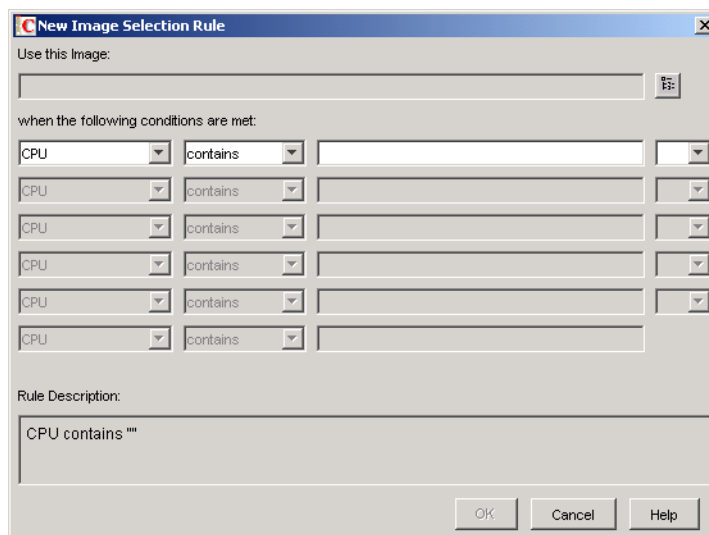 C New Image Selection Rule
Use this Image:
when the following conditions are met:
CPU contains
CPU contains
CPU contains
CPU contains
CPU contains
CPU contains
Rule Description:
CPU contains ""
OK Cancel Help